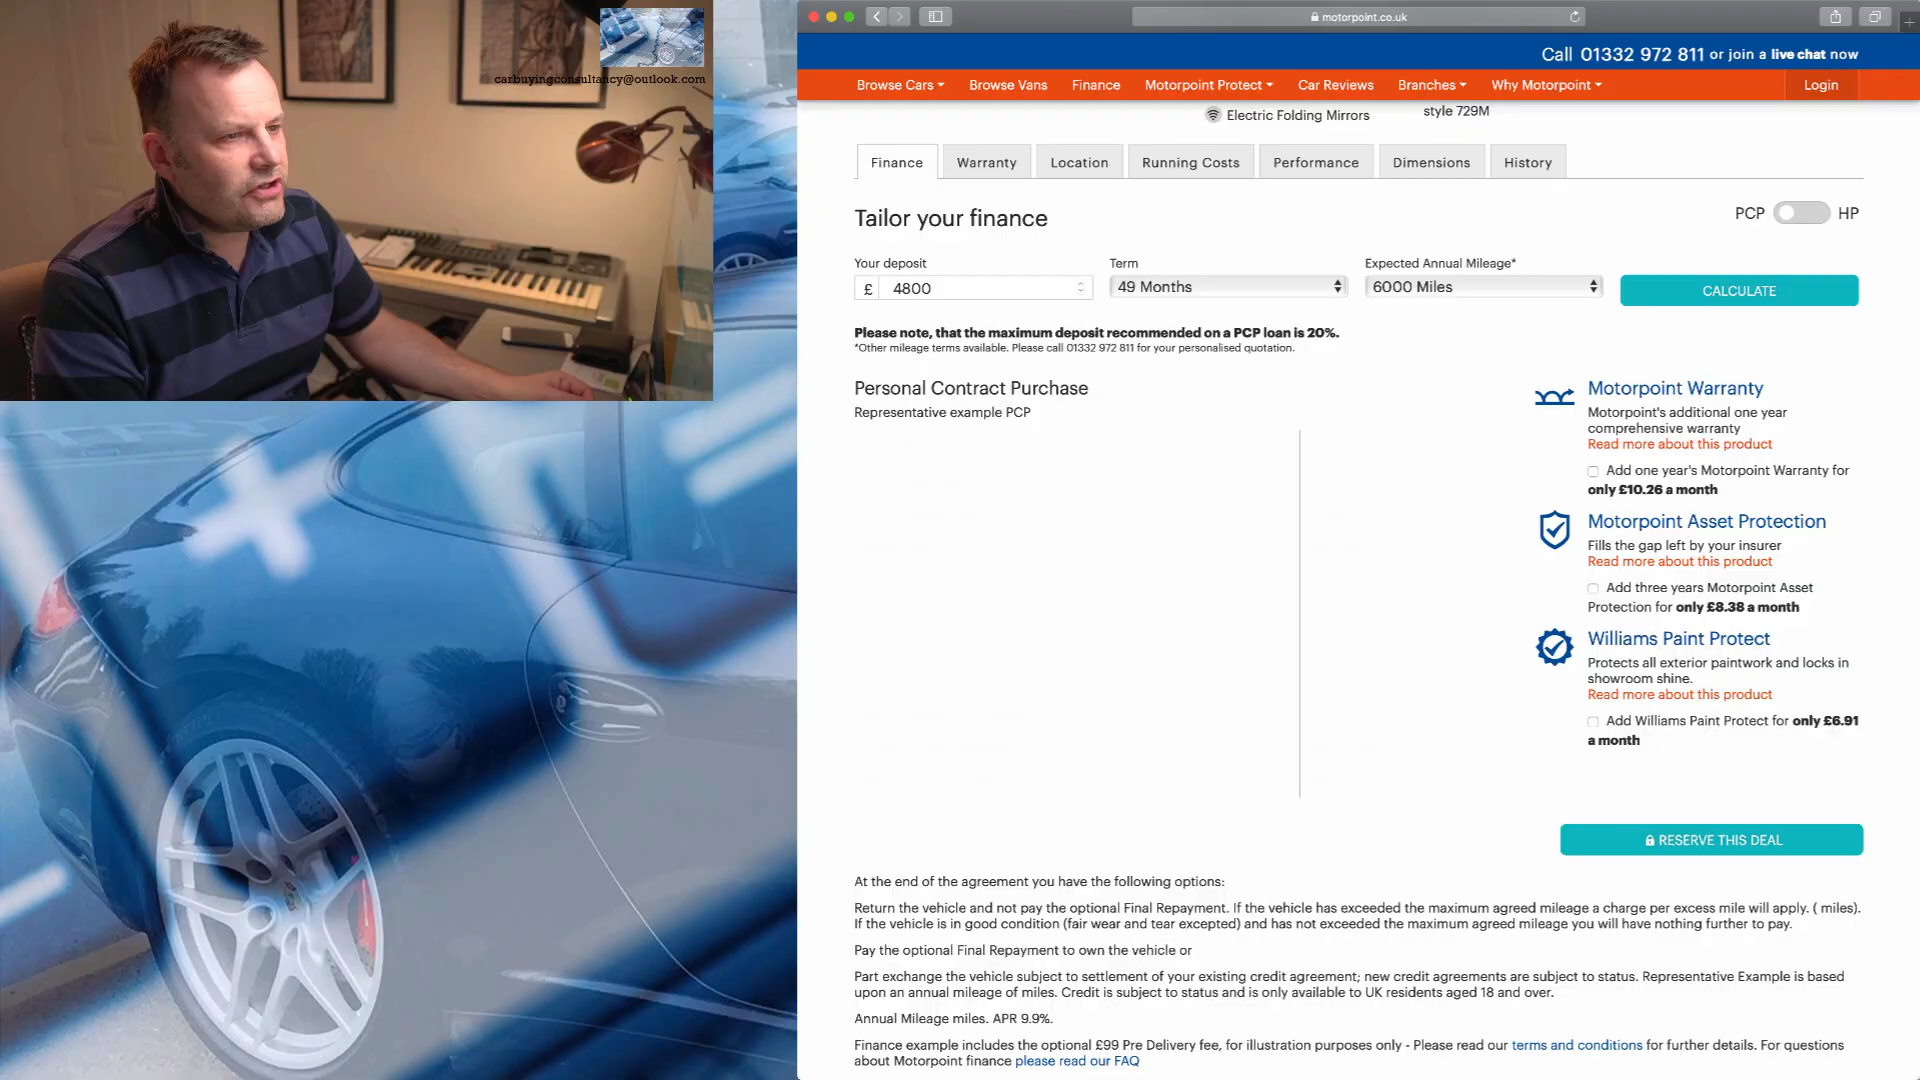 carbuyingconsultancy@outlook.com
motorpoint.co.uk
Call 01332 972 811 or join a live chat now
Browse Cars Browse Vans Finance Motorpoint Protect Car Reviews Branches Why Motorpoint Login
Electric Folding Mirrors
style 729M
Finance Warranty Location Running Costs Performance Dimensions History
Tailor your finance
PCP HP
Your deposit Term Expected Annual Mileage*
£ 4800 49 Months 6000 Miles CALCULATE
Please note, that the maximum deposit recommended on a PCP loan is 20%.
*Other mileage terms available. Please call 01332 972 811 for your personalised quotation.
Personal Contract Purchase
Representative example PCP
Motorpoint Warranty
Motorpoint's additional one year
comprehensive warranty
Read more about this product
Add one year's Motorpoint Warranty for
only £10.26 a month
Motorpoint Asset Protection
Fills the gap left by your insurer
Read more about this product
Add three years Motorpoint Asset
Protection for only £8.38 a month
Williams Paint Protect
Protects all exterior paintwork and locks in
showroom shine.
Read more about this product
Add Williams Paint Protect for only £6.91
a month
RESERVE THIS DEAL
At the end of the agreement you have the following options:
Return the vehicle and not pay the optional Final Repayment. If the vehicle has exceeded the maximum agreed mileage a charge per excess mile will apply. ( miles).
If the vehicle is in good condition (fair wear and tear excepted) and has not exceeded the maximum agreed mileage you will have nothing further to pay.
Pay the optional Final Repayment to own the vehicle or
Part exchange the vehicle subject to settlement of your existing credit agreement; new credit agreements are subject to status. Representative Example is based
upon an annual mileage of miles. Credit is subject to status and is only available to UK residents aged 18 and over.
Annual Mileage miles. APR 9.9%.
Finance example includes the optional £99 Pre Delivery fee, for illustration purposes only - Please read our terms and conditions for further details. For questions
about Motorpoint finance please read our FAQ